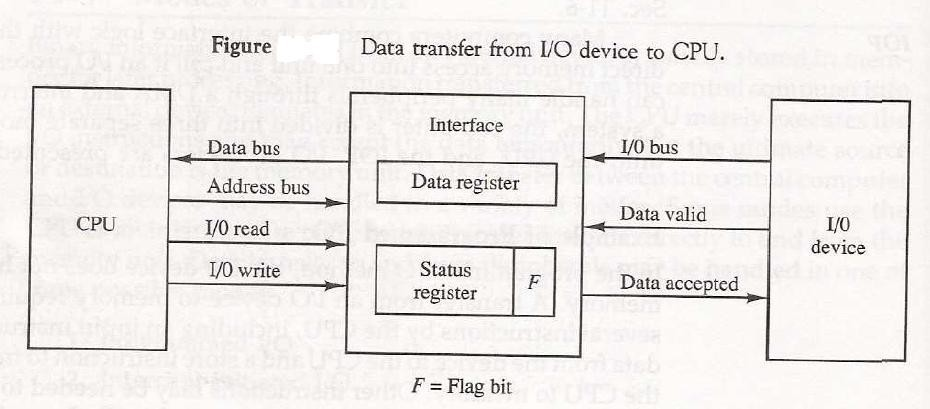 Figure Data transfer from I/O device to CPU.
Interface
Data bus
I/O bus
Data register
Address bus
Data valid
CPU
I/O read
I/O
device
I/O write
Status
register
F
Data accepted
F = Flag bit